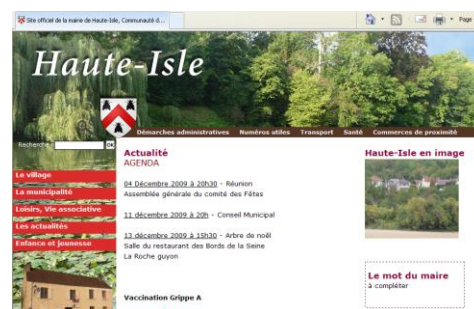 Site officiel de la mairie de Haute-Isle, Communauté d...
Page
Haute-Isle
Démarches administratives Numéros utiles Transport Santé Commerces de proximité
Recherche OK
Le village
La municipalité
Loisirs, Vie associative
Les actualités
Enfance et jeunesse
Actualité
AGENDA
04 Décembre 2009 à 20h30 - Réunion
Assemblée générale du comité des Fêtes
11 décembre 2009 à 20h - Conseil Municipal
13 décembre 2009 à 15h30 - Arbre de noël
Salle du restaurant des Bords de la Seine
La Roche guyon
Vaccination Grippe A
Haute-Isle en image
Le mot du maire
à compléter